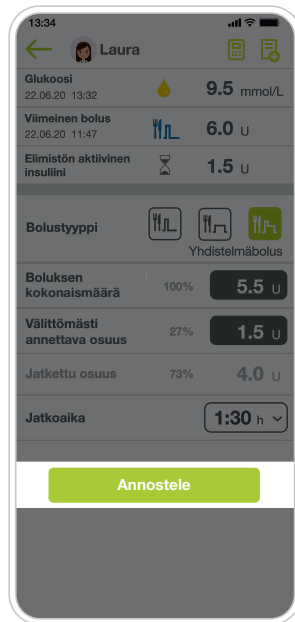 13:34
Laura
Glukoosi
22.06.20 13:32
9.5 mmol/L
Viimeinen bolus
22.06.20 11:47
6.0 U
Elimistön aktiivinen
insuliini
1.5 U
Bolustyyppi
Yhdistelmäbolus
Boluksen
kokonaismäärä
100%
5.5 U
Välittömästi
annettava osuus
27%
1.5 U
Jatkettu osuus
73%
4.0 U
Jatkoaika
1:30 h
Annostele